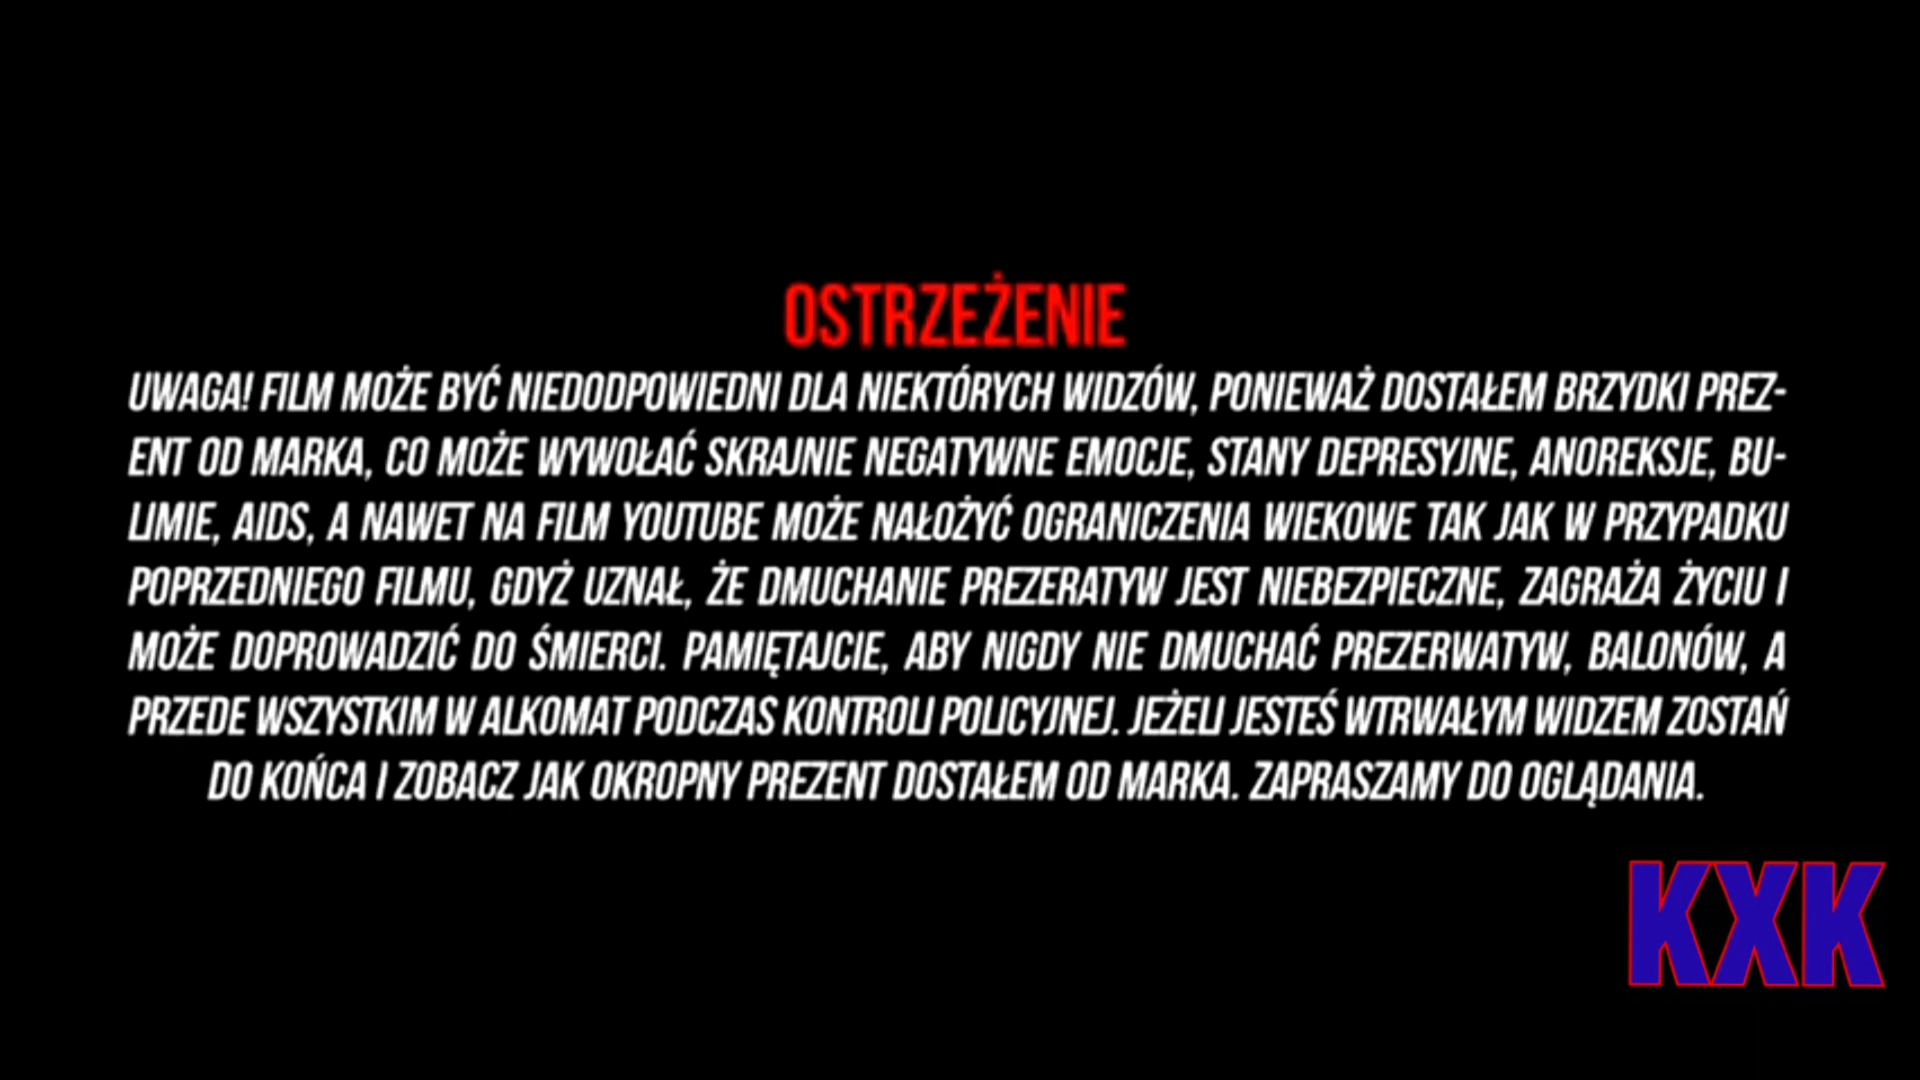 OSTRZEŻENIE
UWAGA! FILM MOŻE BYĆ NIEDODPOWIEDNI DLA NIEKTÓRYCH WIDZÓW, PONIEWAŻ DOSTAŁEM BRZYDKI PREZ-
ENT OD MARKA, CO MOŻE WYWOŁAĆ SKRAJNIE NEGATYWNE EMOCJE, STANY DEPRESYJNE, ANOREKSJE, BU-
LIMIE, AIDS, A NAWET NA FILM YOUTUBE MOŻE NAŁOŻYĆ OGRANICZENIA WIEKOWE TAK JAK W PRZYPADKU
POPRZEDNIEGO FILMU, GDYŻ UZNAŁ, ŻE DMUCHANIE PREZERATYW JEST NIEBEZPIECZNE, ZAGRAŻA ŻYCIU I
MOŻE DOPROWADZIĆ DO ŚMIERCI. PAMIĘTAJCIE, ABY NIGDY NIE DMUCHAĆ PREZERWATYW, BALONÓW, A
PRZEDE WSZYSTKIM W ALKOMAT PODCZAS KONTROLI POLICYJNEJ. JEŻELI JESTEŚ WTRWAŁYM WIDZEM ZOSTAŃ
DO KOŃCA I ZOBACZ JAK OKROPNY PREZENT DOSTAŁEM OD MARKA. ZAPRASZAMY DO OGLĄDANIA.
KXK